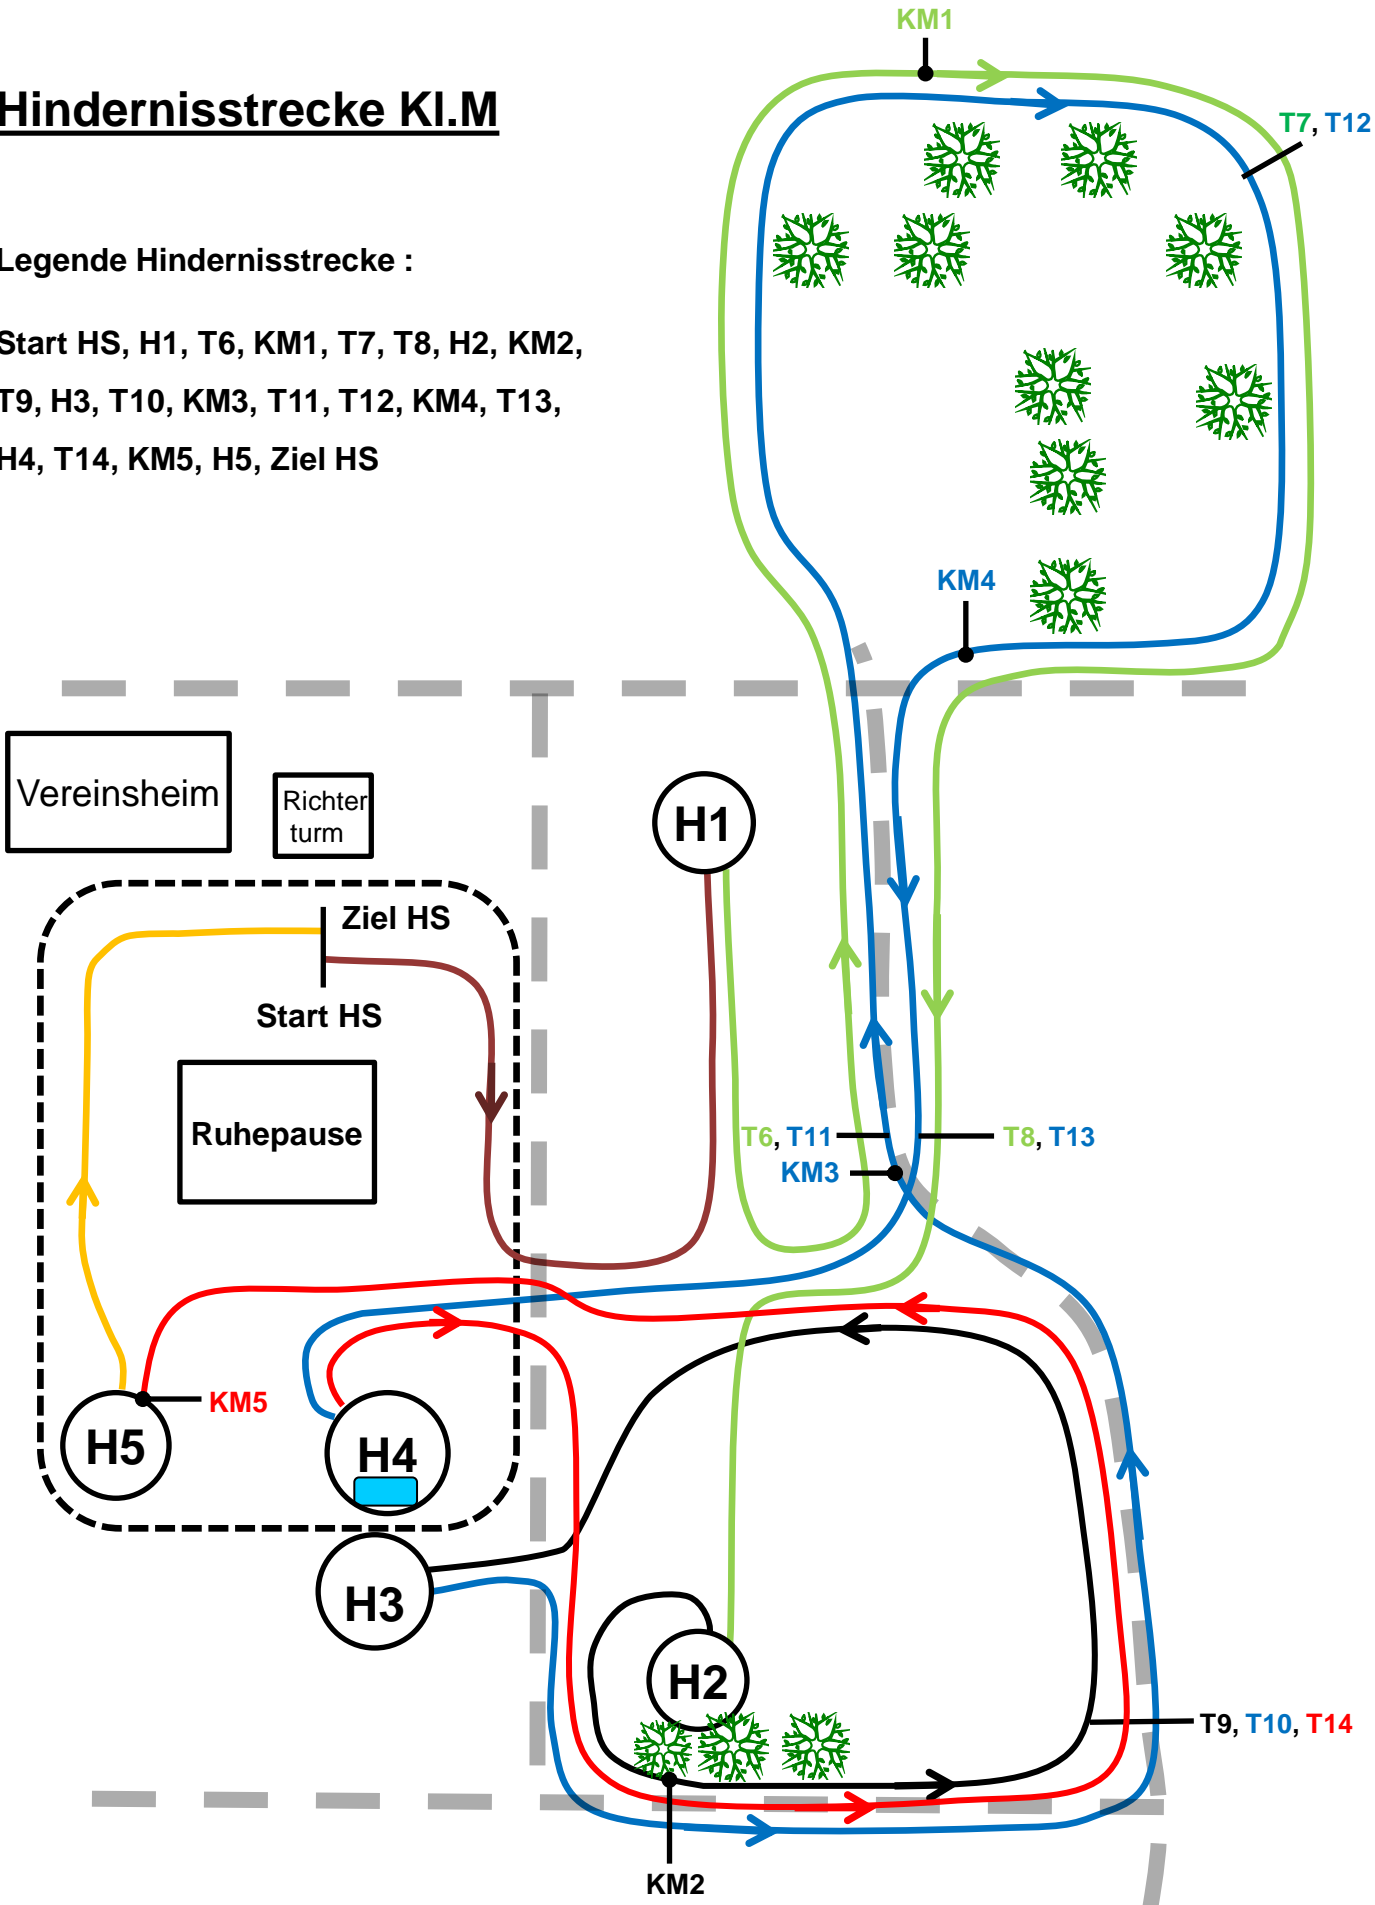 KM1
Hindernisstrecke Kl.M
T7, T12
Legende Hindernisstrecke :
Start HS, H1, T6, KM1, T7, T8, H2, KM2,
T9, H3, T10, KM3, T11, T12, KM4, T13,
H4, T14, KM5, H5, Ziel HS
KM4
Vereinsheim
Richter
turm
H1
Ziel HS
Start HS
Ruhepause
T6, T11
T8, T13
KM3
KM5
H5
H4
H3
H2
T9, T10, T14
KM2